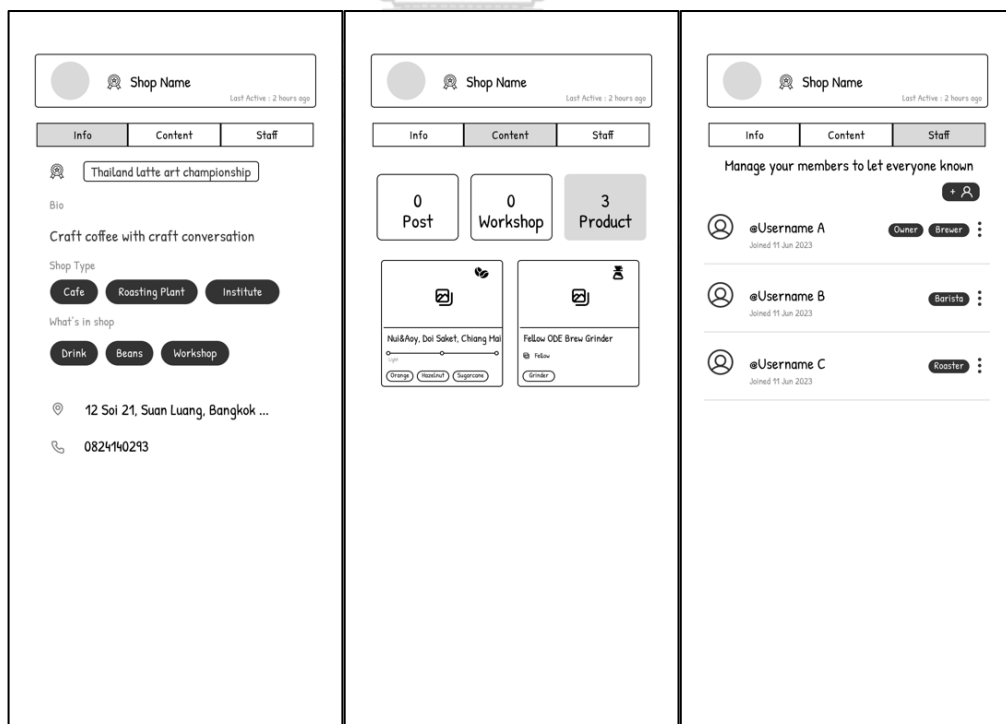 Shop Name
Last Active : 2 hours ago
Info Content Staff
Thailand latte art championship
Bio
Craft coffee with craft conversation
Shop Type
Cafe Roasting Plant Institute
What's in shop
Drink Beans Workshop
12 Soi 21, Suan Luang, Bangkok ...
0824140293
Shop Name
Last Active : 2 hours ago
Info Content Staff
0 0 3
Post Workshop Product
Nui&Aoy, Doi Saket, Chiang Mai
Light
Orange Hazelnut Sugarcane
Fellow ODE Brew Grinder
Fellow
Grinder
Shop Name
Last Active : 2 hours ago
Info Content Staff
Manage your members to let everyone known
+
@Username A Owner Brewer
Joined 11 Jun 2023
@Username B Barista
Joined 11 Jun 2023
@Username C Roaster
Joined 11 Jun 2023